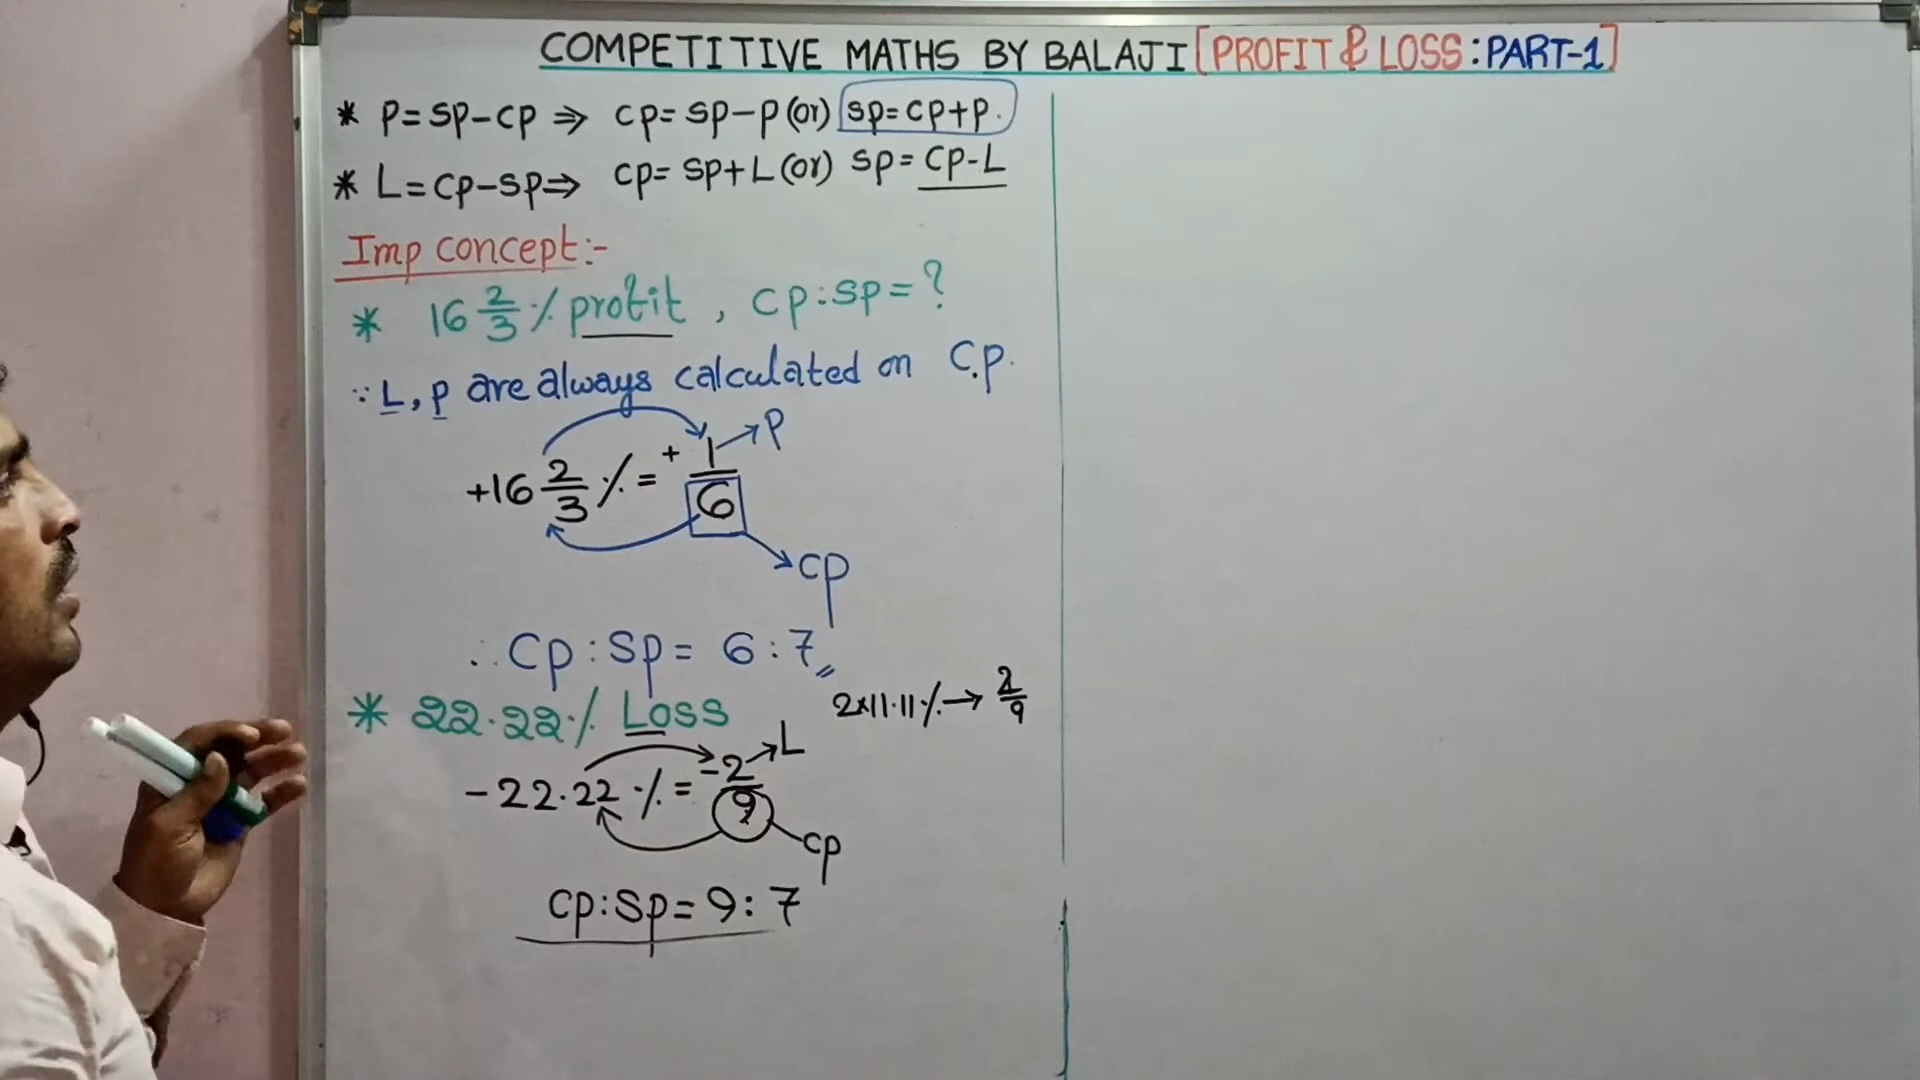 COMPETITIVE MATHS BY BALAJI [PROFIT & LOSS : PART-1]
* P = SP - CP ⇒ CP = SP - P (or) SP = CP + P.
* L = CP - SP ⇒ CP = SP + L (or) SP = CP - L
Imp concept:-
* 16 2/3 % profit , CP : SP = ?
∵ L, P are always calculated on C.P.
+16 2/3 % = + 1/6
P
CP
∴ CP : SP = 6 : 7
* 22.22 % Loss
2×11.11 % → 2/9
-22.22 % = -2/9
L
CP
CP : SP = 9 : 7